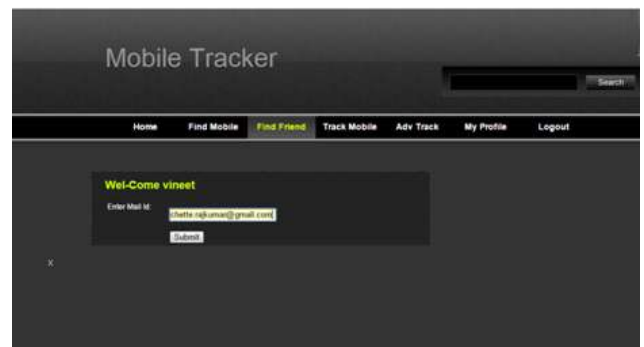 Mobile Tracker
Search
Home Find Mobile Find Friend Track Mobile Adv Track My Profile Logout
Wel-Come vineet
Enter Mail Id:
chette.rajkumar@gmail.com
Submit
x